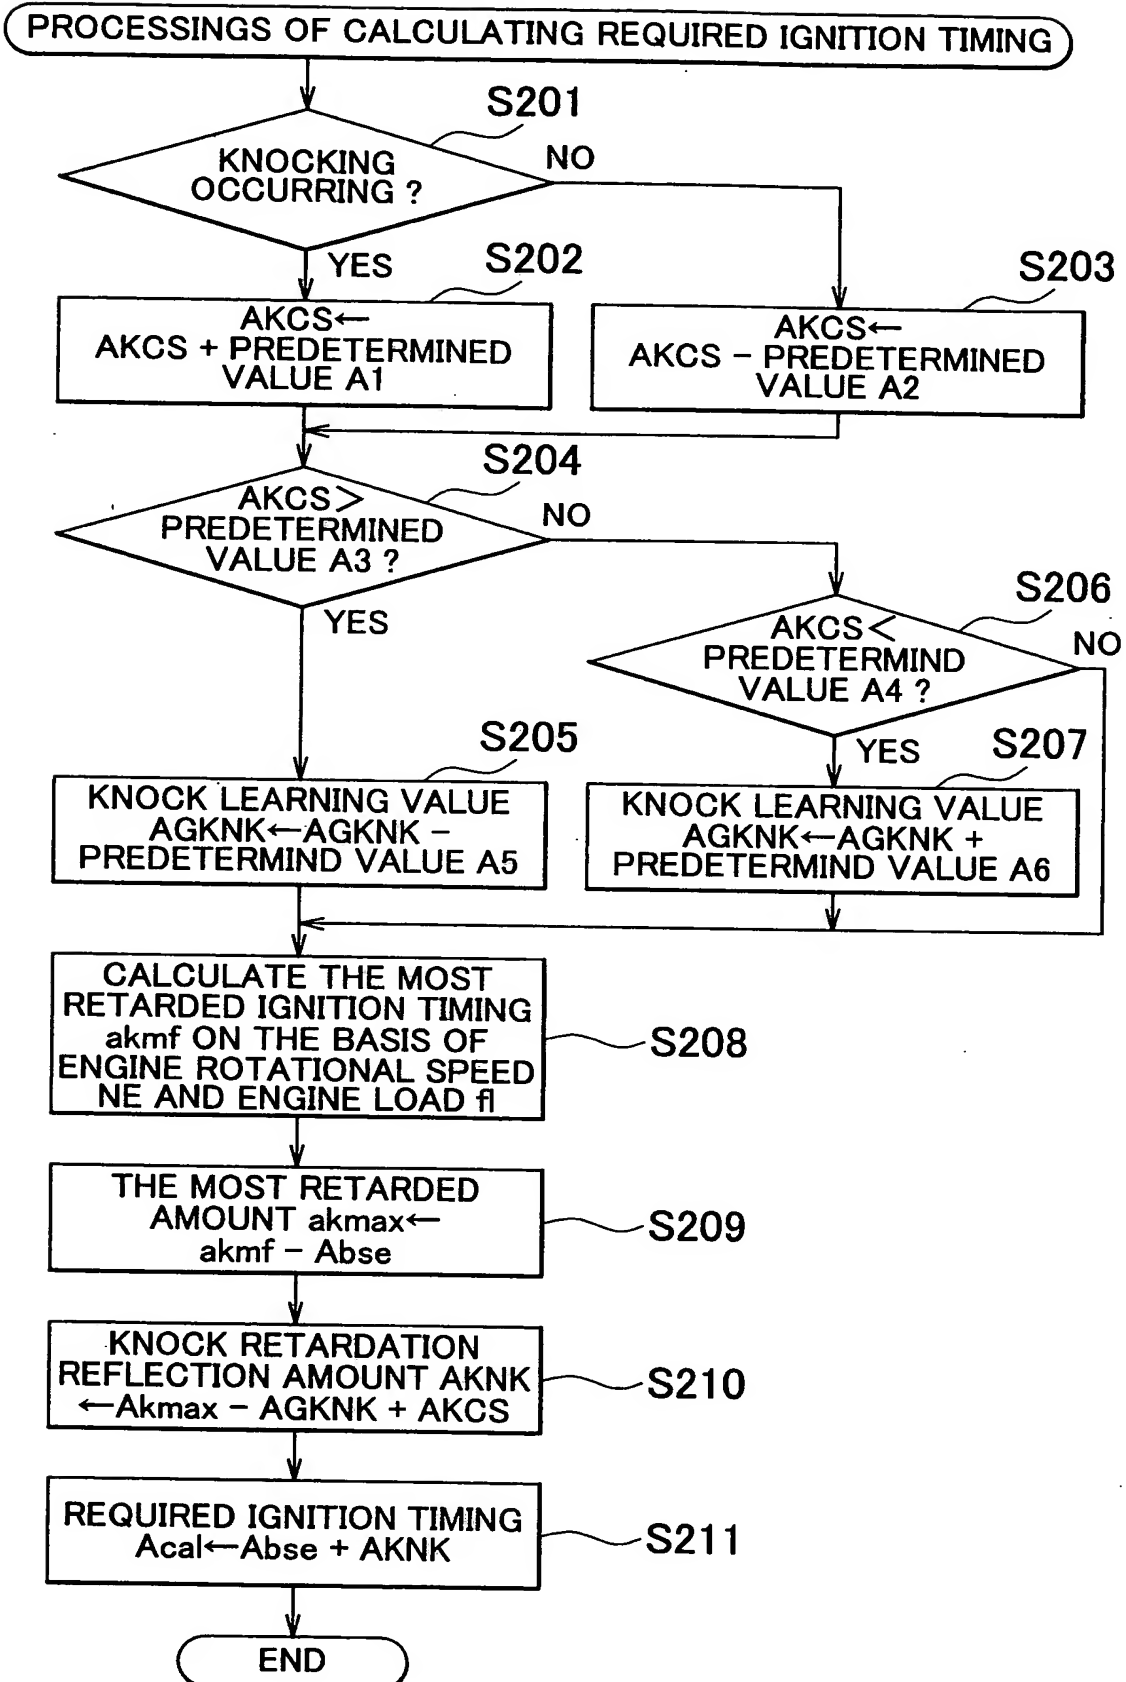 PROCESSINGS OF CALCULATING REQUIRED IGNITION TIMING
S201
KNOCKING
OCCURRING ?
NO
YES
S202
AKCS←
AKCS + PREDETERMINED
VALUE A1
S203
AKCS←
AKCS − PREDETERMINED
VALUE A2
S204
AKCS >
PREDETERMINED
VALUE A3 ?
NO
YES
S206
AKCS <
PREDETERMIND
VALUE A4 ?
NO
YES
S205
KNOCK LEARNING VALUE
AGKNK←AGKNK −
PREDETERMIND VALUE A5
S207
KNOCK LEARNING VALUE
AGKNK←AGKNK +
PREDETERMIND VALUE A6
CALCULATE THE MOST
RETARDED IGNITION TIMING
akmf ON THE BASIS OF
ENGINE ROTATIONAL SPEED
NE AND ENGINE LOAD fl
S208
THE MOST RETARDED
AMOUNT akmax←
akmf − Abse
S209
KNOCK RETARDATION
REFLECTION AMOUNT AKNK
←Akmax − AGKNK + AKCS
S210
REQUIRED IGNITION TIMING
Acal←Abse + AKNK
S211
END